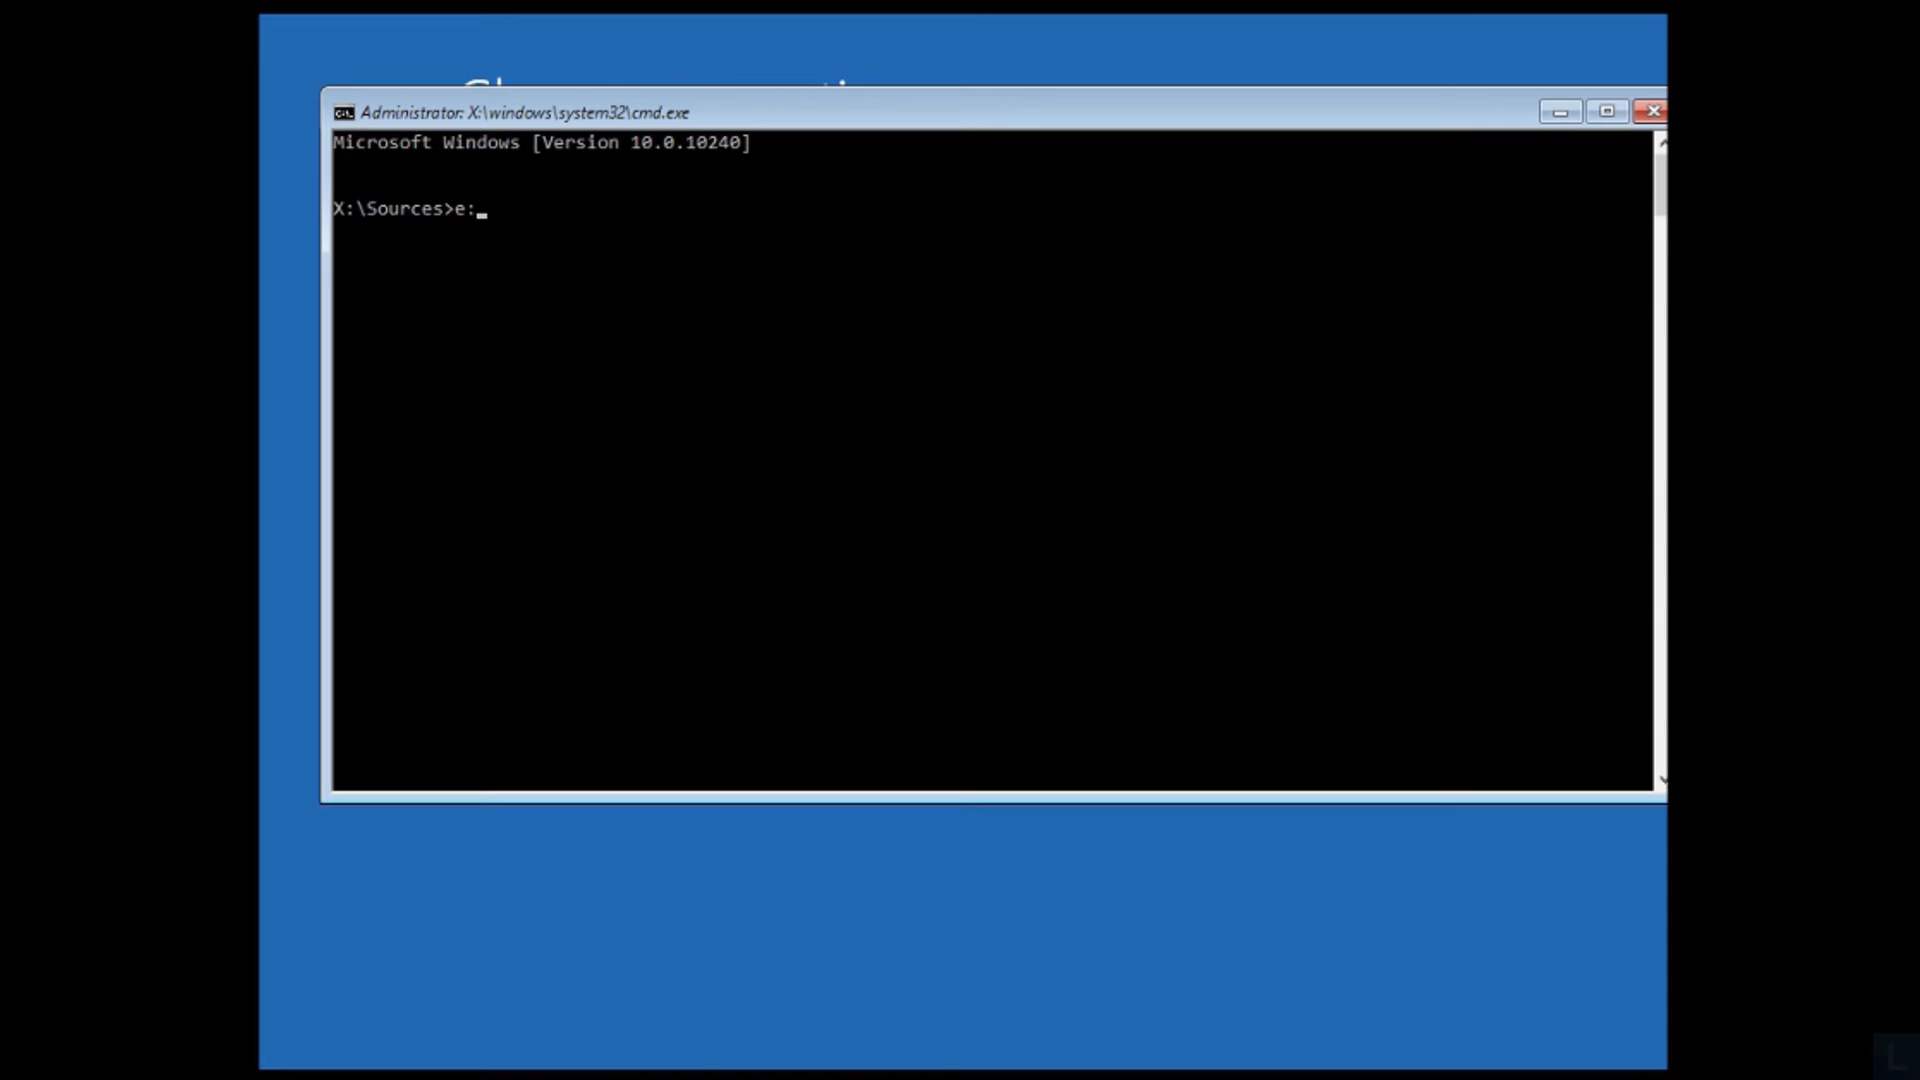 Administrator: X:\windows\system32\cmd.exe
Microsoft Windows [Version 10.0.10240]
X:\Sources>e:
L